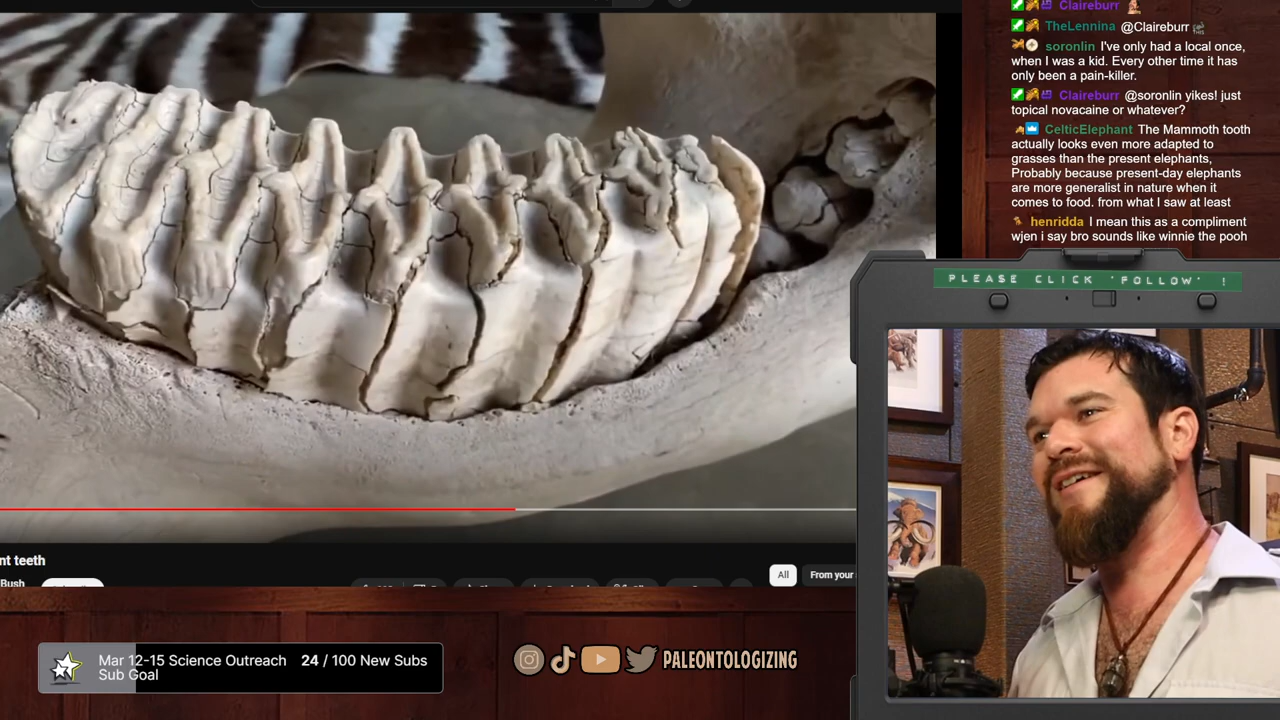 Claireburr
TheLennina @Claireburr
soronlin I've only had a local once,
when I was a kid. Every other time it has
only been a pain-killer.
Claireburr @soronlin yikes! just
topical novacaine or whatever?
CelticElephant The Mammoth tooth
actually looks even more adapted to
grasses than the present elephants,
Probably because present-day elephants
are more generalist in nature when it
comes to food. from what I saw at least
henridda I mean this as a compliment
wjen i say bro sounds like winnie the pooh
PLEASE CLICK 'FOLLOW' !
nt teeth
Bush
All
From your
Mar 12-15 Science Outreach 24 / 100 New Subs
Sub Goal
PALEONTOLOGIZING